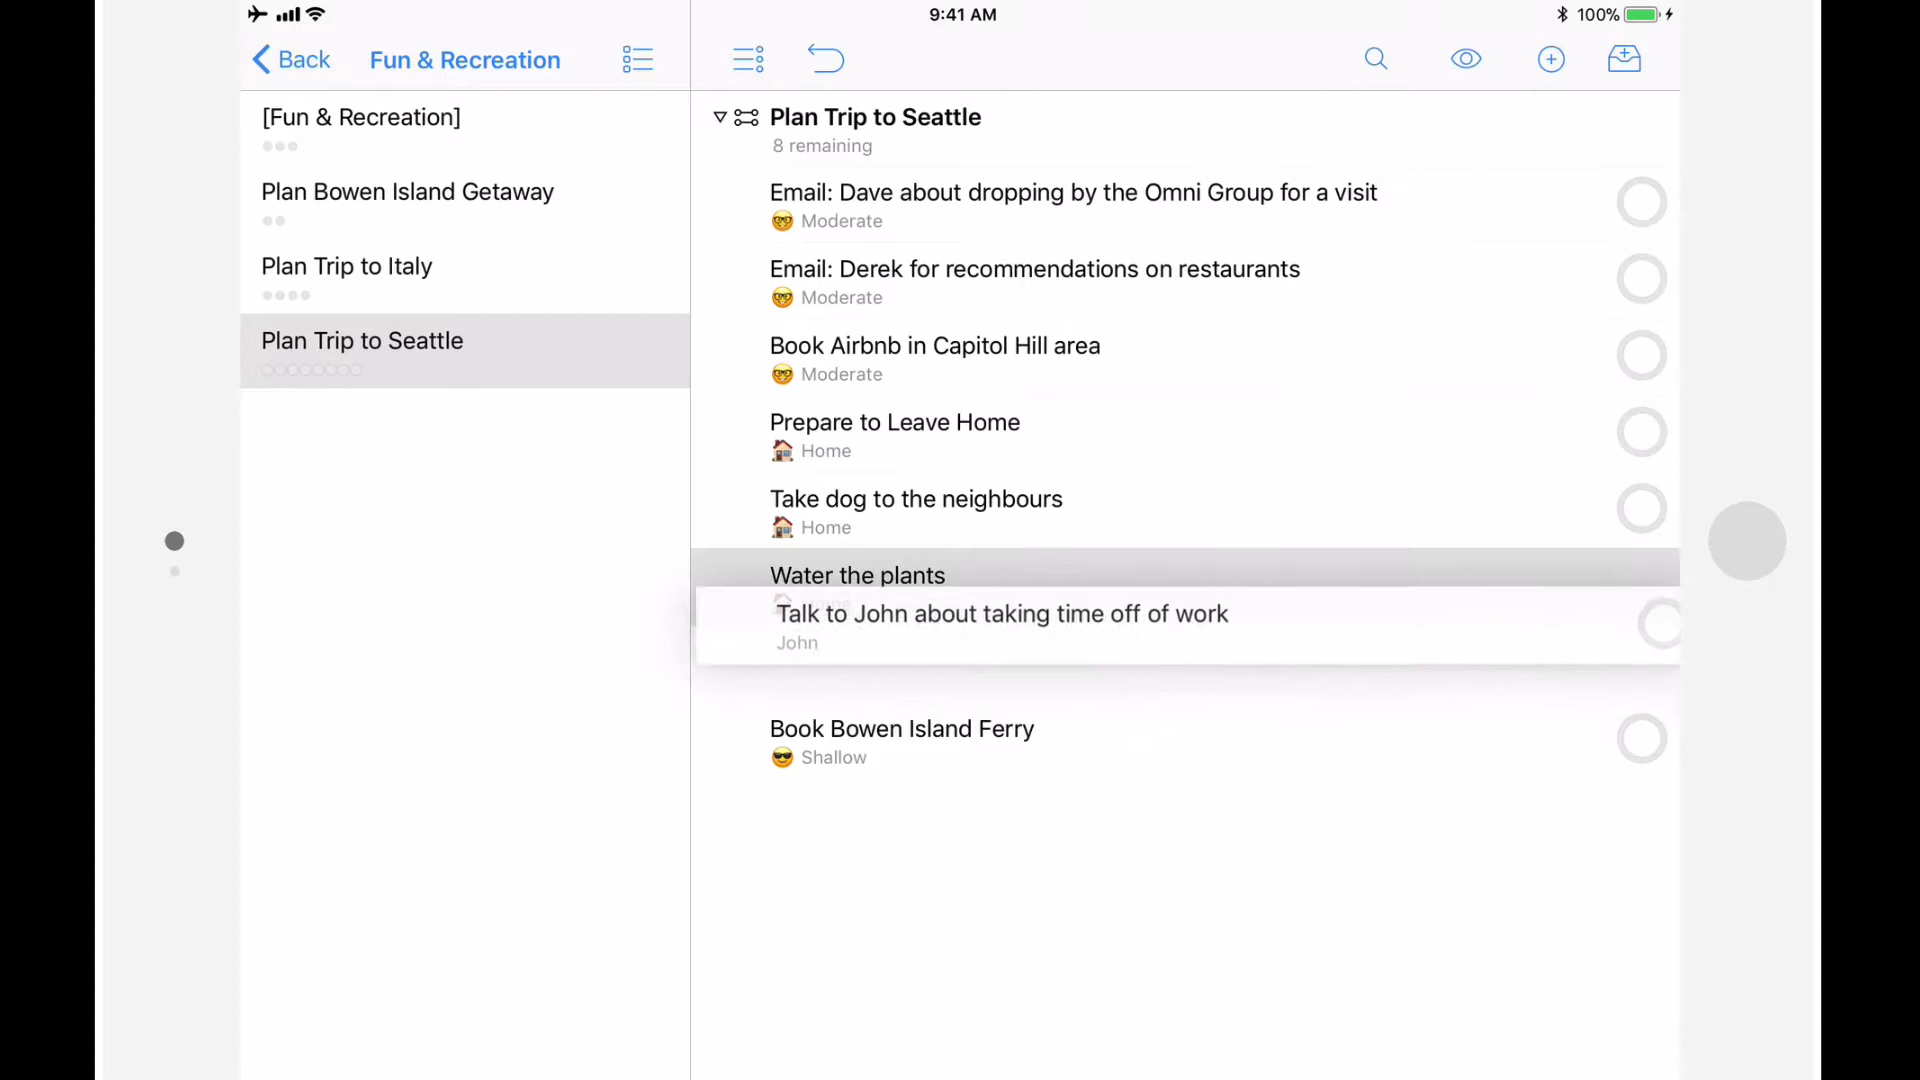 9:41 AM
100%
Back
Fun & Recreation
[Fun & Recreation]
Plan Bowen Island Getaway
Plan Trip to Italy
Plan Trip to Seattle
Plan Trip to Seattle
8 remaining
Email: Dave about dropping by the Omni Group for a visit
Moderate
Email: Derek for recommendations on restaurants
Moderate
Book Airbnb in Capitol Hill area
Moderate
Prepare to Leave Home
Home
Take dog to the neighbours
Home
Water the plants
Home
Talk to John about taking time off of work
John
Book Bowen Island Ferry
Shallow